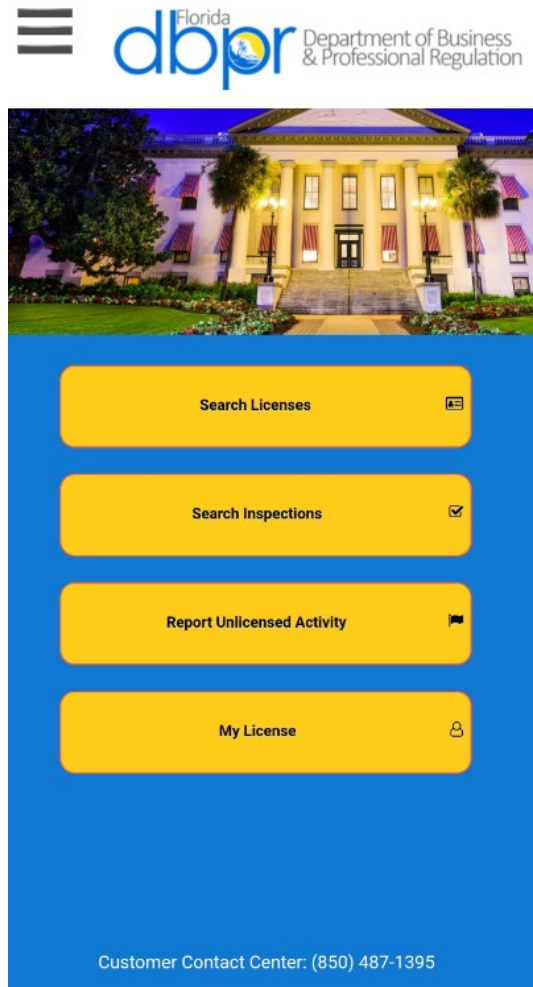 Florida
dbpr
Department of Business
& Professional Regulation
Search Licenses
Search Inspections
Report Unlicensed Activity
My License
Customer Contact Center: (850) 487-1395